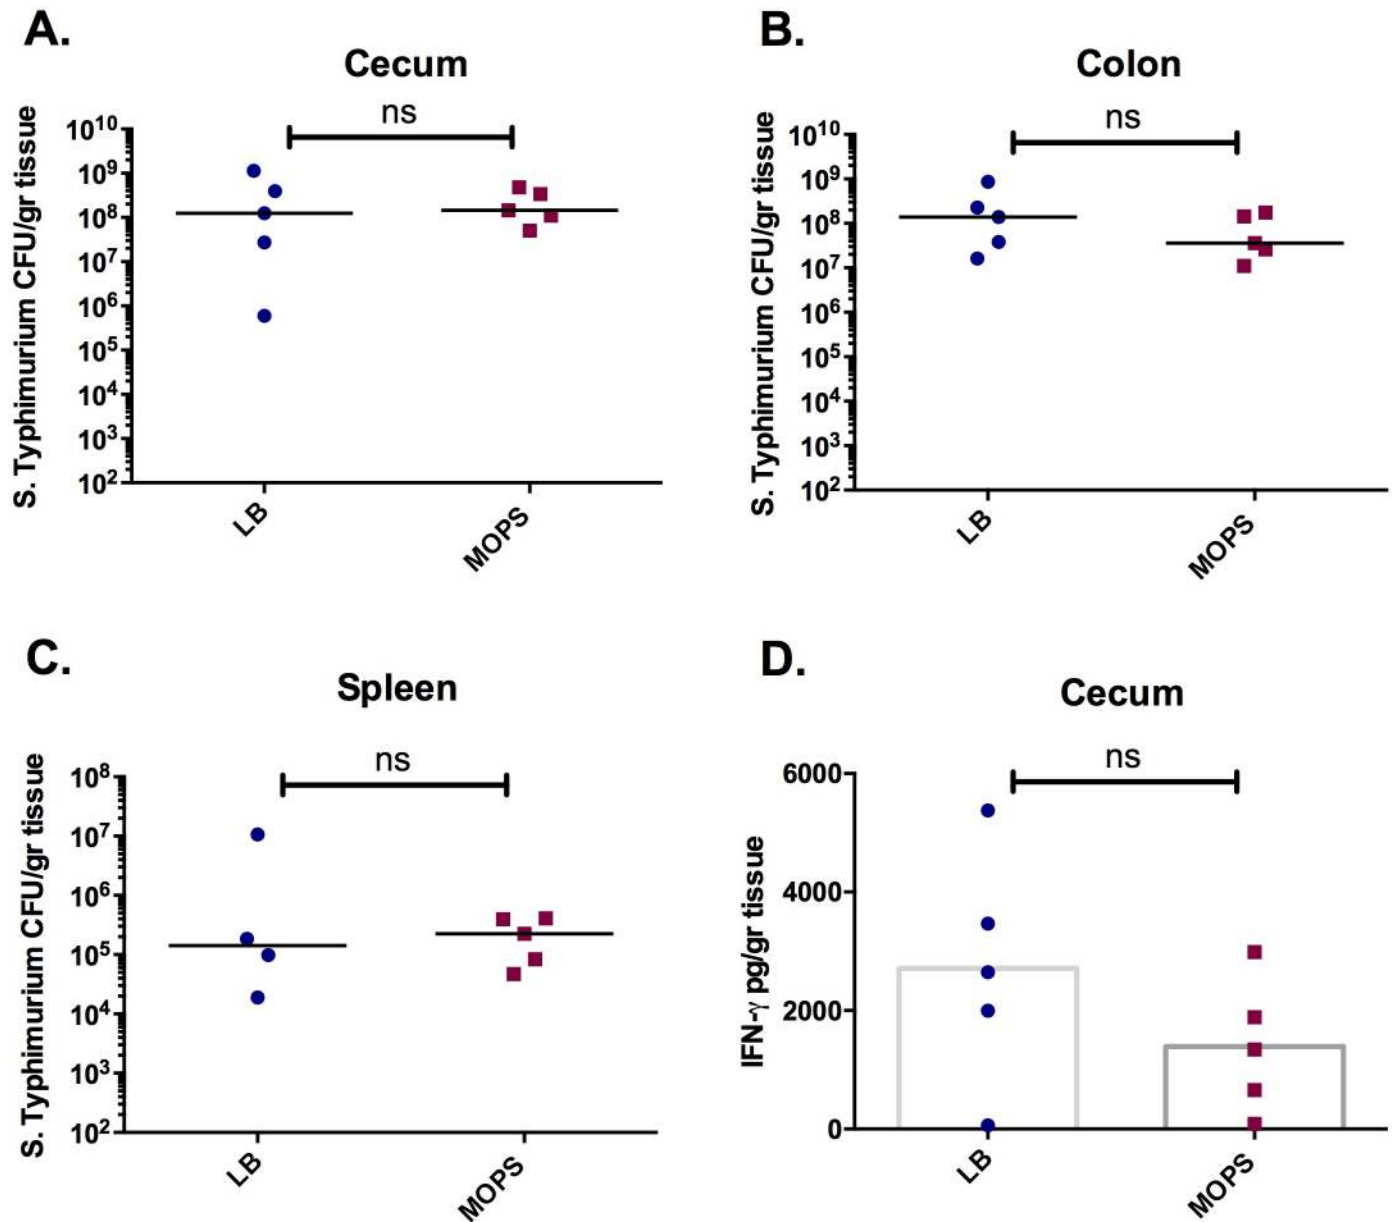 A.
Cecum
ns
S. Typhimurium CFU/gr tissue
10^10
10^9
10^8
10^7
10^6
10^5
10^4
10^3
10^2
LB
MOPS
B.
Colon
ns
S. Typhimurium CFU/gr tissue
10^10
10^9
10^8
10^7
10^6
10^5
10^4
10^3
10^2
LB
MOPS
C.
Spleen
ns
S. Typhimurium CFU/gr tissue
10^8
10^7
10^6
10^5
10^4
10^3
10^2
LB
MOPS
D.
Cecum
ns
IFN-γ pg/gr tissue
6000
4000
2000
0
LB
MOPS